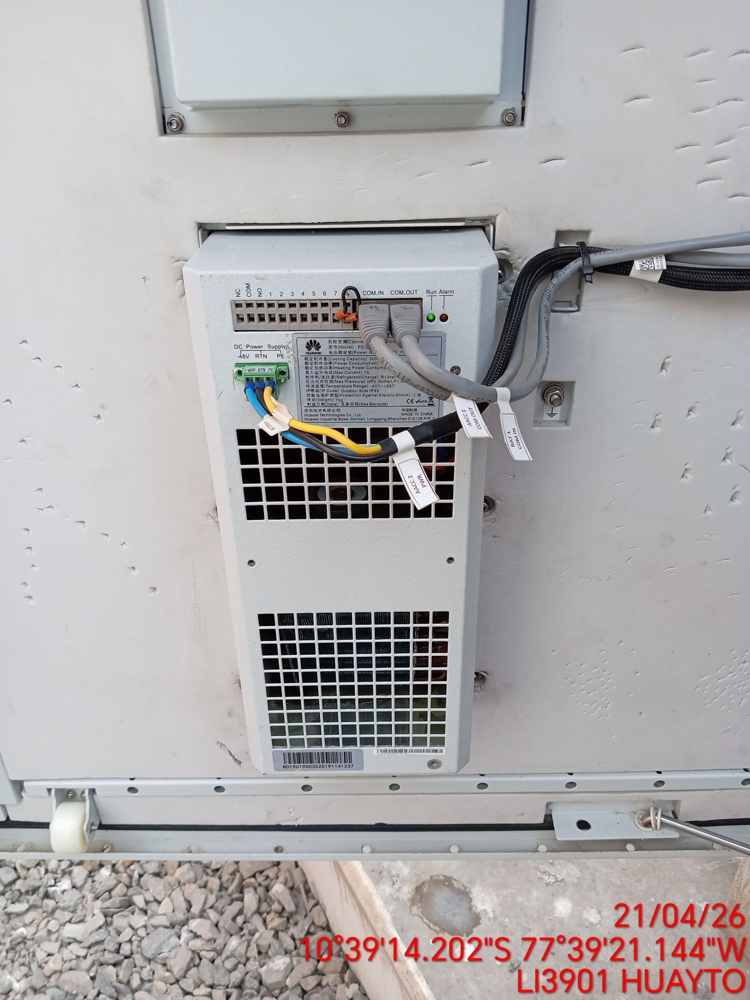 NC COM NO 1 2 3 4 5 6 7 8 COM_IN COM_OUT Run Alarm
DC Power Supply
-48V RTN PE
-48V RTN PE
HUAWEI
机柜空调(Cabine
型号(Model): PC
电压额定值(Power R
额定制冷量(Cooling Capacity): 300
额定制冷功率(Power Consumption):
额定加热功率(Heating Power Consump
最大运行电流(Max Current): 7A
制冷剂/充注量(Refrigerant/Charge): R134a/
压力允许范围(Max Pressure): HP2.3MPa/LP1.6
环境温度(Temperature Range): -40℃~+55℃
IP等级(IP Code): Outdoor Side IPX5
防触电保护类型(Protection Against Electric Shock): I 类
净重(Weight): 7kg
制造日期(Data): 见条形码(See Barcode)
CE RoHS
华为技术有限公司
中国制造
Huawei Technologies Co., Ltd
MADE IN CHINA
Huawei Industrial Base, Bantian, Longgang, Shenzhen 518129, P.R.C
RTN+
AACC 1
COM OUT
BAT 1
COM IN
AACC 2
PWR
M019U19003525191141237
21/04/26
10°39'14.202"S 77°39'21.144"W
LI3901 HUAYTO